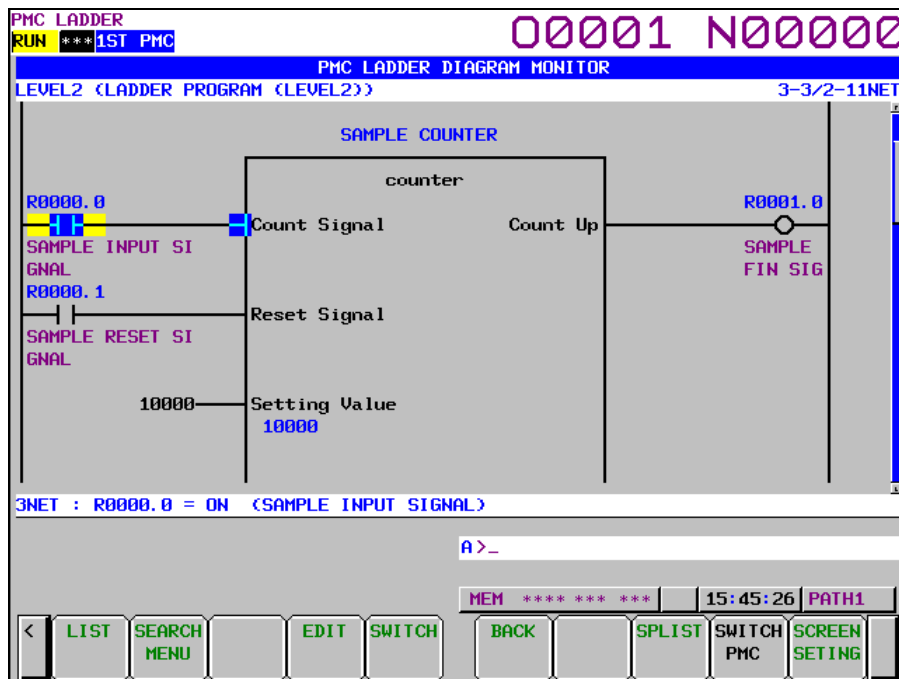 PMC LADDER
O0001 N00000
RUN ***1ST PMC
PMC LADDER DIAGRAM MONITOR
LEVEL2 (LADDER PROGRAM (LEVEL2)) 3-3/2-11NET
SAMPLE COUNTER
counter
R0000.0 R0001.0
Count Signal Count Up
SAMPLE INPUT SI SAMPLE
GNAL FIN SIG
R0000.1
Reset Signal
SAMPLE RESET SI
GNAL
10000 Setting Value
10000
3NET : R0000.0 = ON (SAMPLE INPUT SIGNAL)
A>_
MEM **** *** *** 15:45:26 PATH1
< LIST SEARCH EDIT SWITCH BACK SPLIST SWITCH SCREEN
MENU PMC SETING